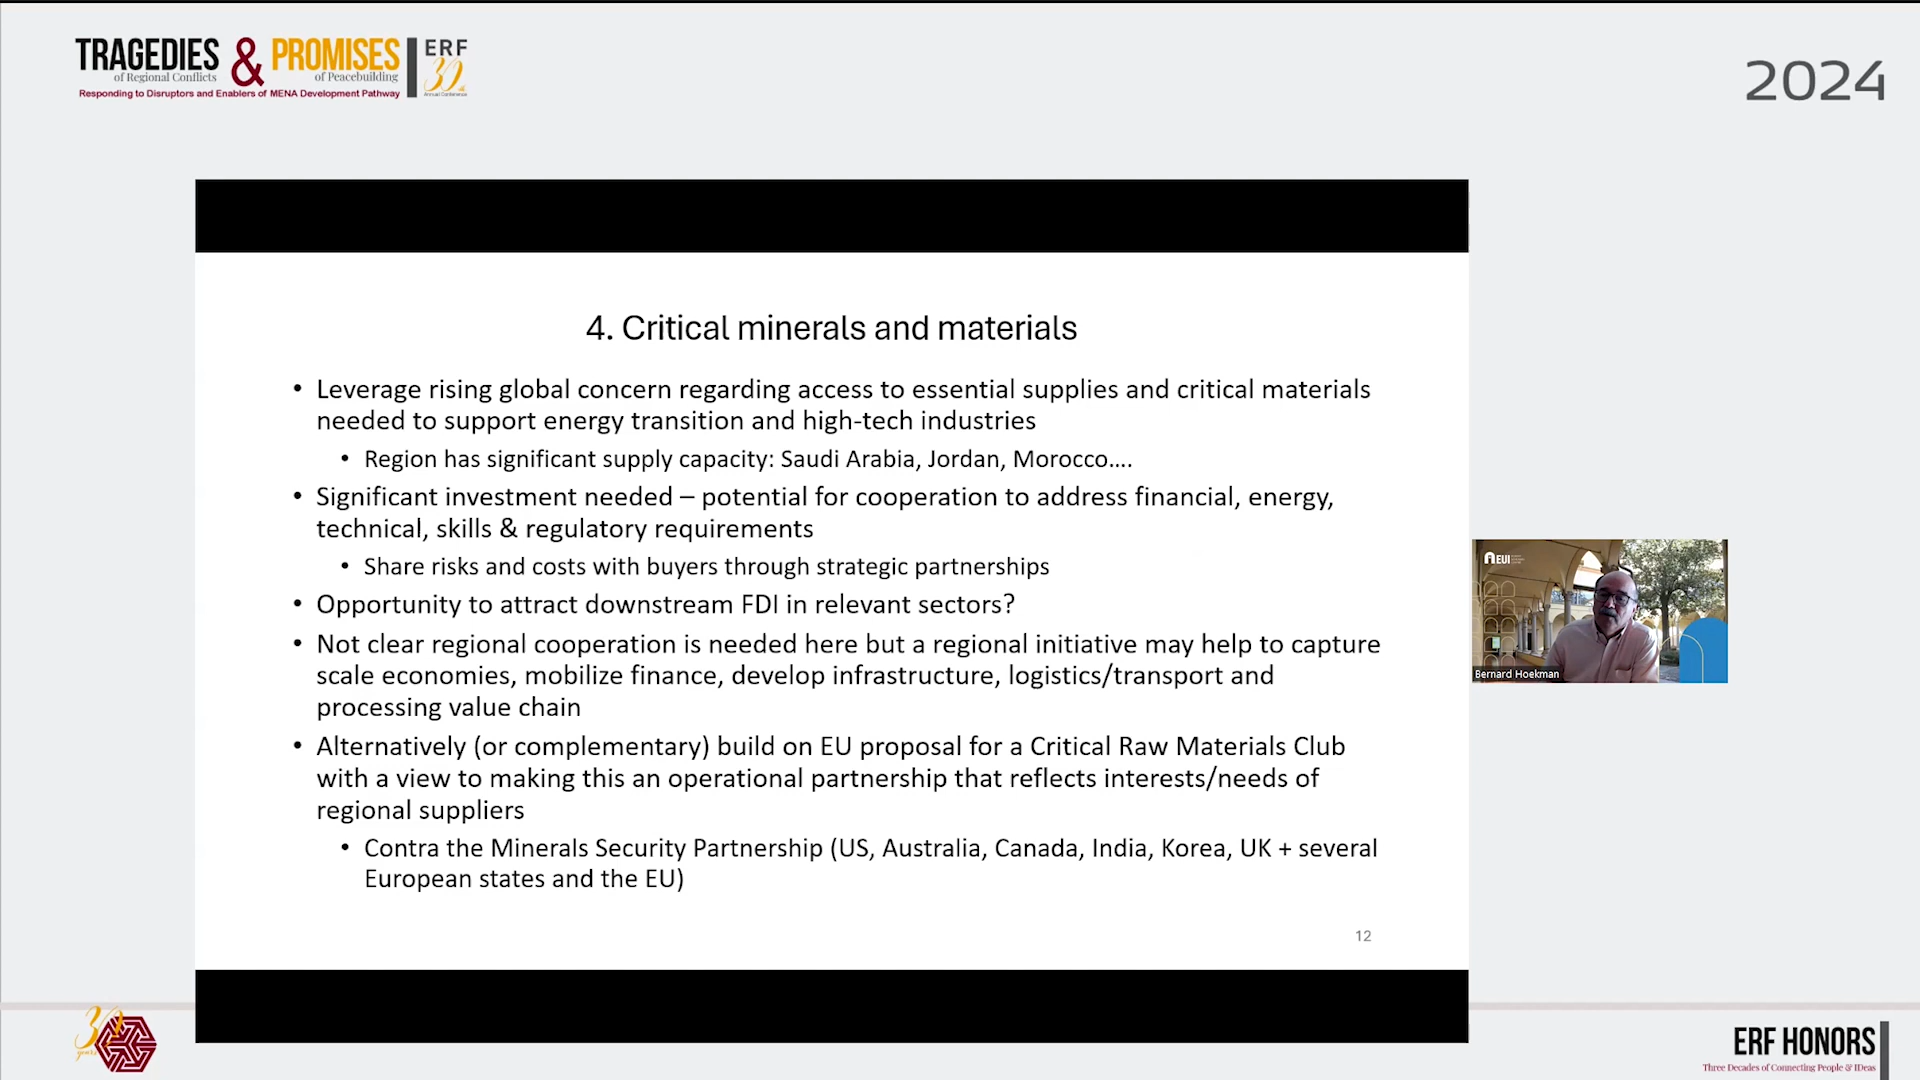 TRAGEDIES & PROMISES
of Regional Conflicts of Peacebuilding
Responding to Disruptors and Enablers of MENA Development Pathway
ERF
30th
Annual Conference
2024
4. Critical minerals and materials
• Leverage rising global concern regarding access to essential supplies and critical materials
needed to support energy transition and high-tech industries
• Region has significant supply capacity: Saudi Arabia, Jordan, Morocco….
• Significant investment needed – potential for cooperation to address financial, energy,
technical, skills & regulatory requirements
• Share risks and costs with buyers through strategic partnerships
• Opportunity to attract downstream FDI in relevant sectors?
• Not clear regional cooperation is needed here but a regional initiative may help to capture
scale economies, mobilize finance, develop infrastructure, logistics/transport and
processing value chain
• Alternatively (or complementary) build on EU proposal for a Critical Raw Materials Club
with a view to making this an operational partnership that reflects interests/needs of
regional suppliers
• Contra the Minerals Security Partnership (US, Australia, Canada, India, Korea, UK + several
European states and the EU)
12
EUI
Bernard Hoekman
30
years
ERF HONORS
Three Decades of Connecting People & IDeas